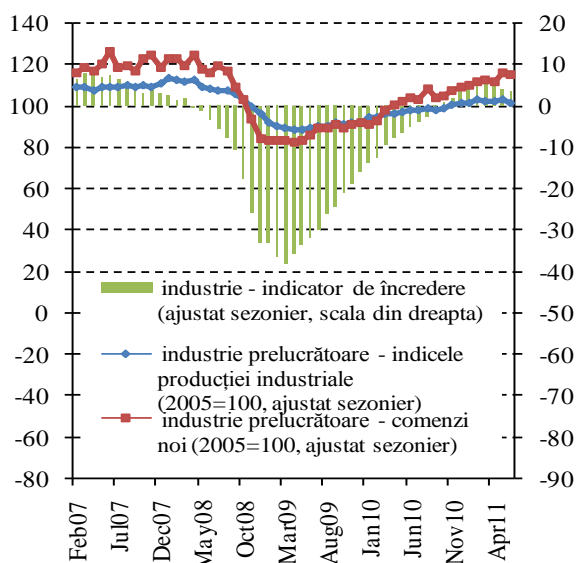 140
120
100
80
60
40
20
0
-20
-40
-60
-80
20
10
0
-10
-20
-30
-40
-50
-60
-70
-80
-90
industrie - indicator de încredere
(ajustat sezonier, scala din dreapta)
industrie prelucrătoare - indicele
producției industriale
(2005=100, ajustat sezonier)
industrie prelucrătoare - comenzi
noi (2005=100, ajustat sezonier)
Feb07
Jul07
Dec07
May08
Oct08
Mar09
Aug09
Jan10
Jun10
Nov10
Apr11